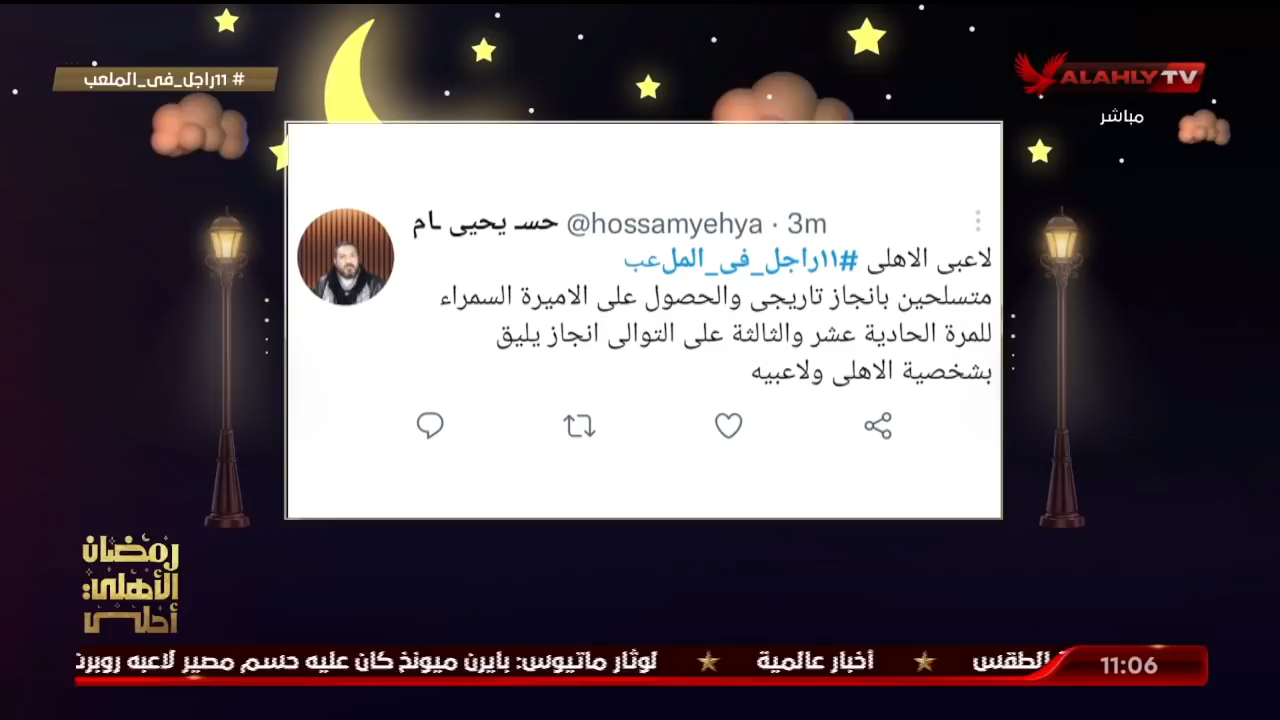 # 11راجل_فى_الملعب
ALAHLY TV
مباشر
حسـ يحيى ـام @hossamyehya · 3m
لاعبى الاهلى #١١راجل_فى_الملعب
متسلحين بانجاز تاريجى والحصول على الاميرة السمراء
للمرة الحادية عشر والثالثة على التوالى انجاز يليق
بشخصية الاهلى ولاعبيه
رمضان
الأهلي:
أحلى
الطقس ★ أخبار عالمية ★ لوثار ماتيوس: بايرن ميونخ كان عليه حسم مصير لاعبه
11:06